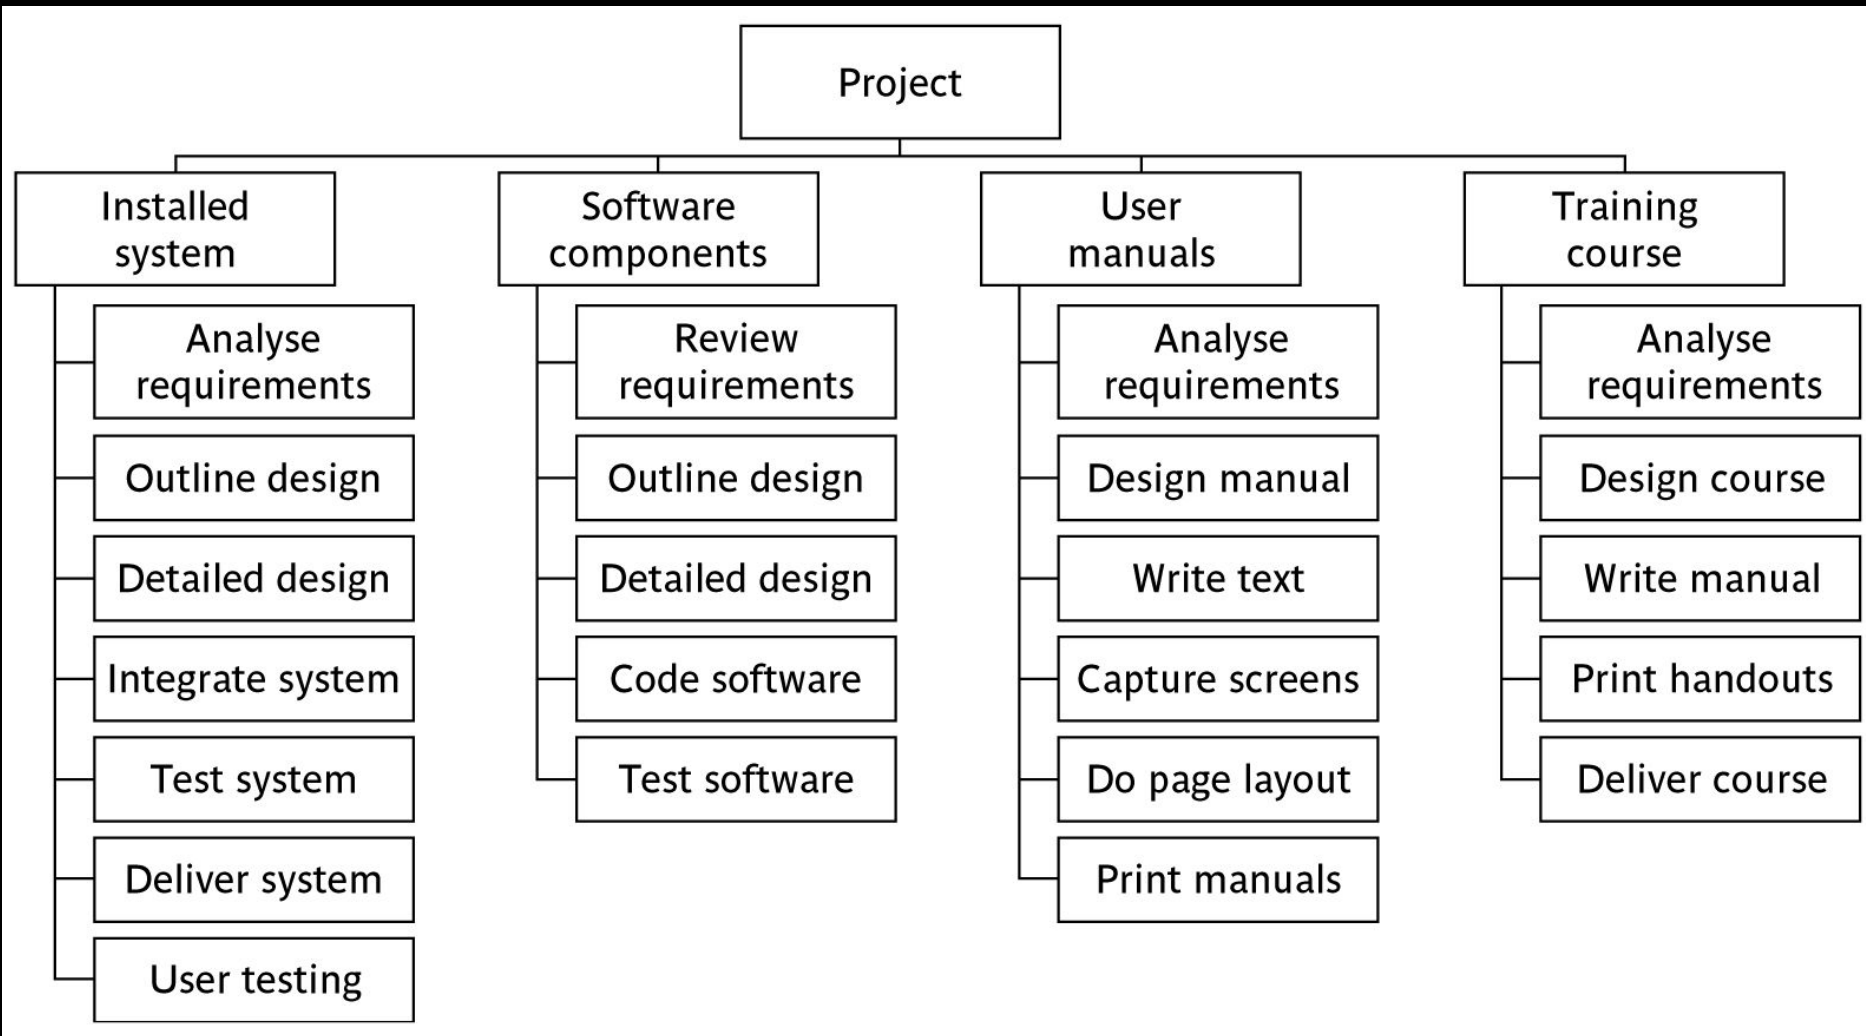 Project
Installed
system
Analyse
requirements
Outline design
Detailed design
Integrate system
Test system
Deliver system
User testing
Software
components
Review
requirements
Outline design
Detailed design
Code software
Test software
User
manuals
Analyse
requirements
Design manual
Write text
Capture screens
Do page layout
Print manuals
Training
course
Analyse
requirements
Design course
Write manual
Print handouts
Deliver course